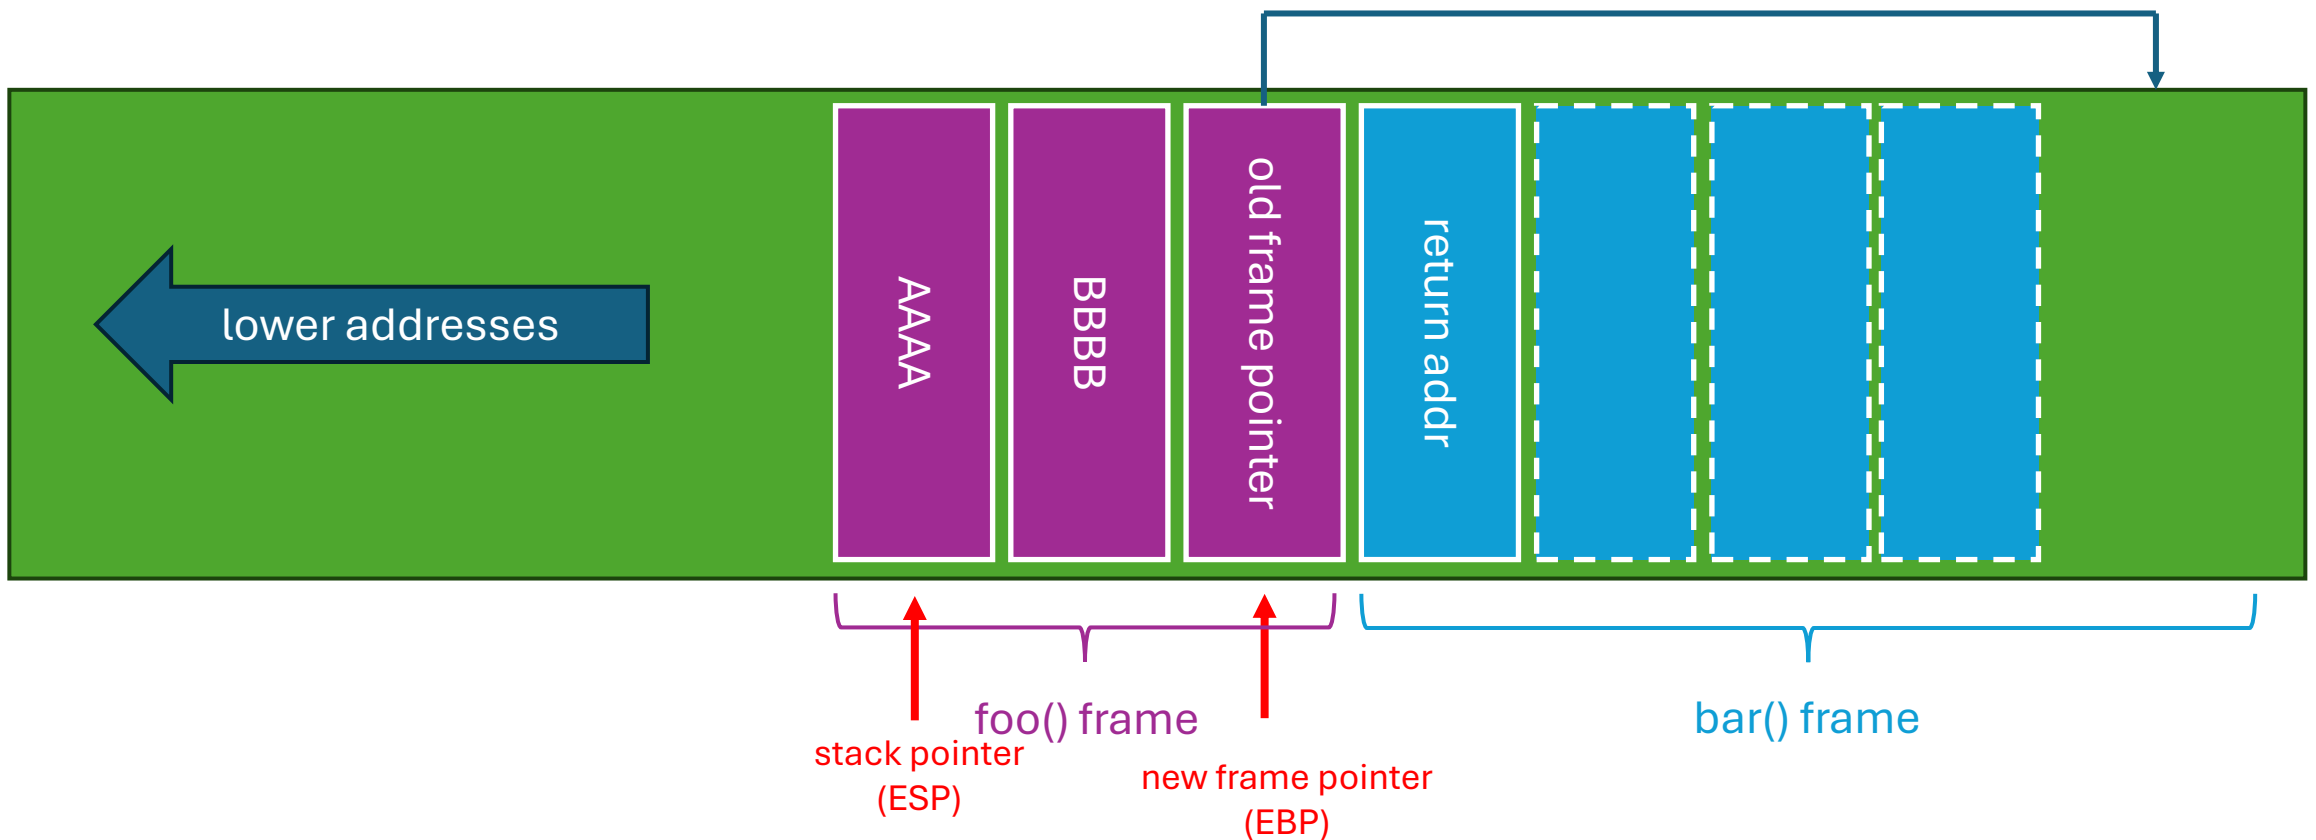 lower addresses
AAAA
BBBB
old frame pointer
return addr
foo() frame
bar() frame
stack pointer
(ESP)
new frame pointer
(EBP)